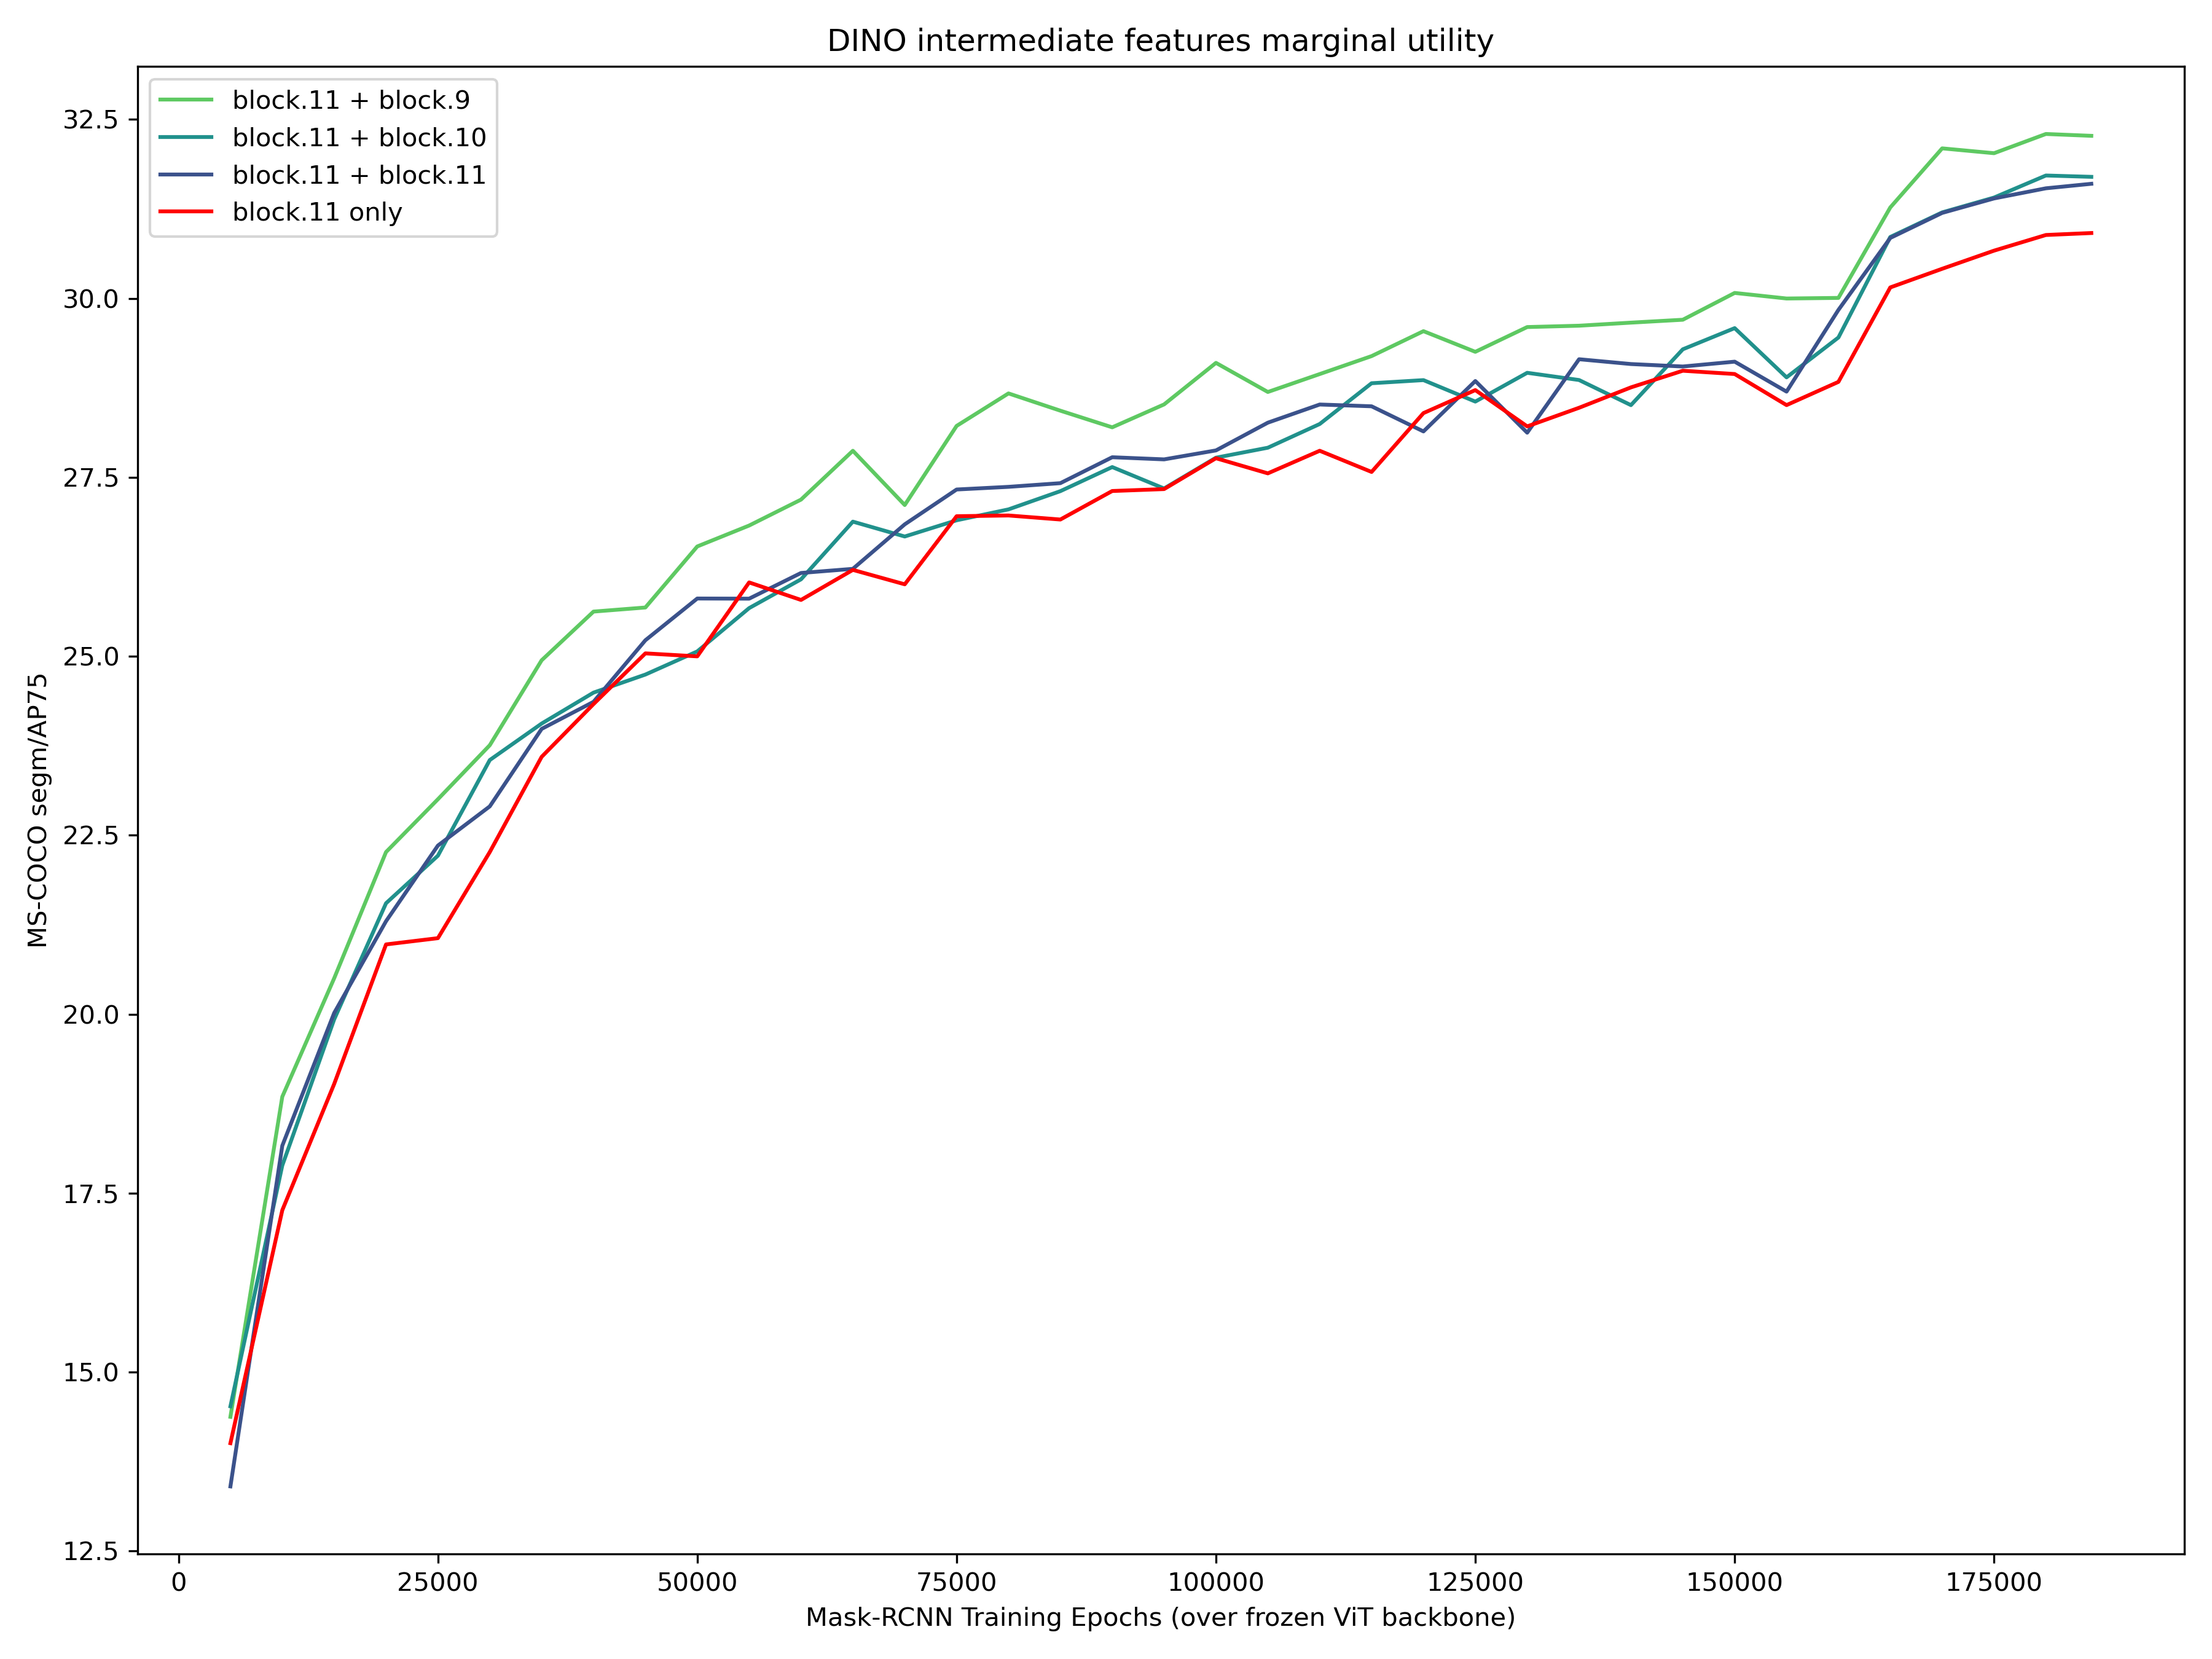 DINO intermediate features marginal utility
block.11 + block.9
block.11 + block.10
block.11 + block.11
block.11 only
32.5
30.0
27.5
25.0
22.5
20.0
17.5
15.0
12.5
MS-COCO segm/AP75
0 25000 50000 75000 100000 125000 150000 175000
Mask-RCNN Training Epochs (over frozen ViT backbone)